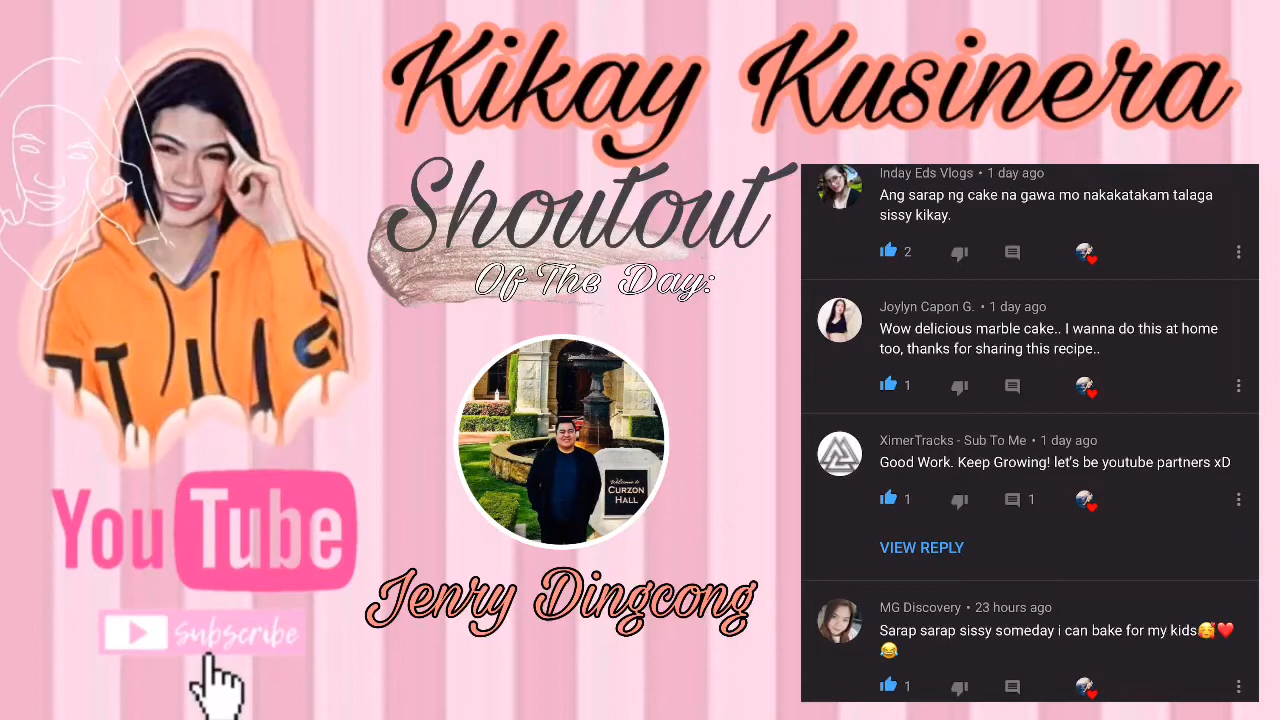 Kikay Kusinera
Shoutout
Of The Day:
Welcome to
CURZON
HALL
Jenry Dingcong
YouTube
Subscribe
Inday Eds Vlogs • 1 day ago
Ang sarap ng cake na gawa mo nakakatakam talaga
sissy kikay.
2
Joylyn Capon G. • 1 day ago
Wow delicious marble cake.. I wanna do this at home
too, thanks for sharing this recipe..
1
XimerTracks - Sub To Me • 1 day ago
Good Work. Keep Growing! let's be youtube partners xD
1 1
VIEW REPLY
MG Discovery • 23 hours ago
Sarap sarap sissy someday i can bake for my kids🥰❤️
😂
1